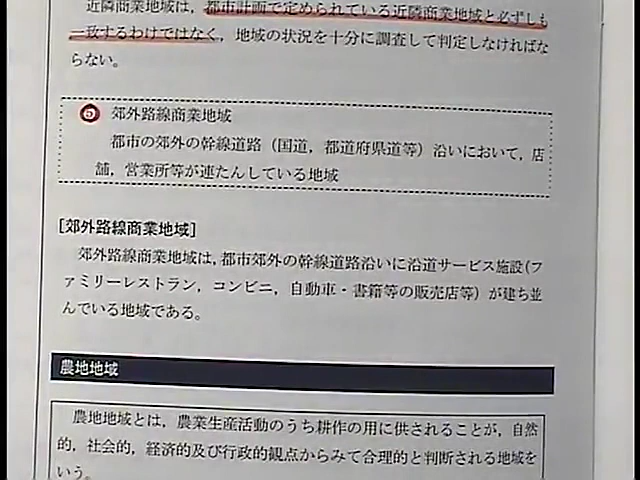 近隣商業地域は，都市計画で定められている近隣商業地域と必ずしも
一致するわけではなく，地域の状況を十分に調査して判定しなければな
らない。
⑤ 郊外路線商業地域
都市の郊外の幹線道路（国道，都道府県道等）沿いにおいて，店
舗，営業所等が連たんしている地域
［郊外路線商業地域］
郊外路線商業地域は，都市郊外の幹線道路沿いに沿道サービス施設（フ
ァミリーレストラン，コンビニ，自動車・書籍等の販売店等）が建ち並
んでいる地域である。
農地地域
農地地域とは，農業生産活動のうち耕作の用に供されることが，自然
的，社会的，経済的及び行政的観点からみて合理的と判断される地域を
いう。